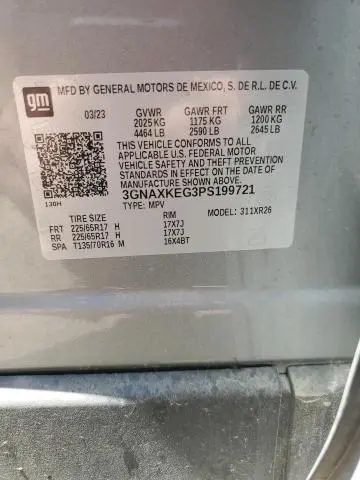 gm
MFD BY GENERAL MOTORS DE MEXICO, S. DE R.L. DE C.V.
03/23 GVWR GAWR FRT GAWR RR
2025 KG 1175 KG 1200 KG
4464 LB 2590 LB 2645 LB
THIS VEHICLE CONFORMS TO ALL
APPLICABLE U.S. FEDERAL MOTOR
VEHICLE SAFETY AND THEFT
PREVENTION STANDARDS IN
EFFECT ON THE DATE OF
MANUFACTURE SHOWN ABOVE.
3GNAXKEG3PS199721
130H TYPE: MPV 311XR26
RIM
FRT 225/65R17 H 17X7J
RR 225/65R17 H 17X7J
SPA T135/70R16 M 16X4BT